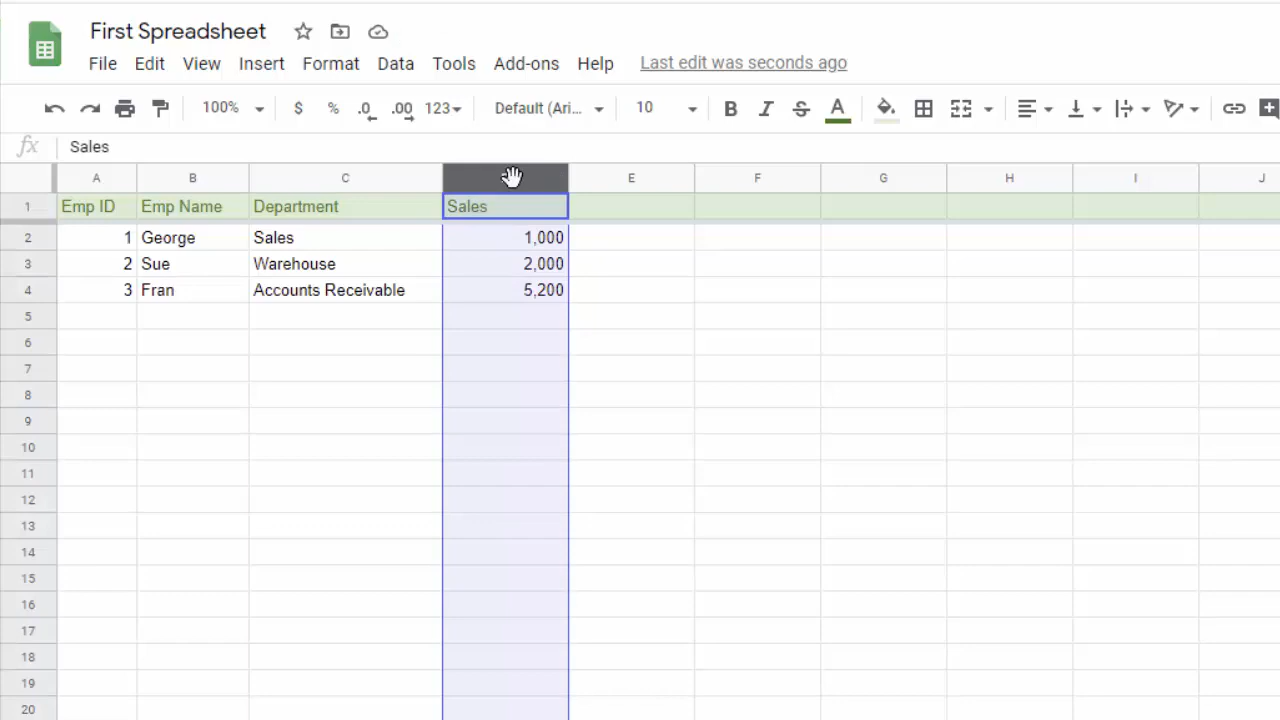 First Spreadsheet
File Edit View Insert Format Data Tools Add-ons Help Last edit was seconds ago
100% $ % .0 .00 123 Default (Ari... 10 B I S A
fx Sales
A B C E F G H I J
1 Emp ID Emp Name Department Sales
2 1 George Sales 1,000
3 2 Sue Warehouse 2,000
4 3 Fran Accounts Receivable 5,200
5
6
7
8
9
10
11
12
13
14
15
16
17
18
19
20